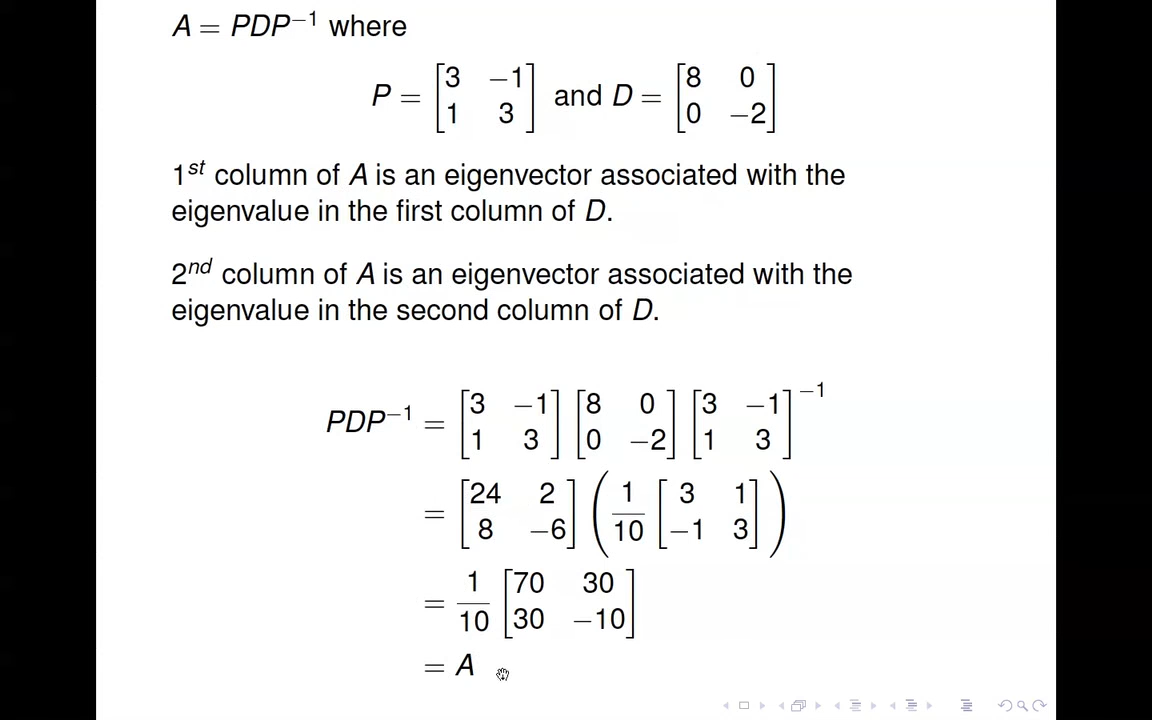 A = PDP⁻¹ where
P = [3 −1; 1 3] and D = [8 0; 0 −2]
1ˢᵗ column of A is an eigenvector associated with the
eigenvalue in the first column of D.
2ⁿᵈ column of A is an eigenvector associated with the
eigenvalue in the second column of D.
PDP⁻¹ = [3 −1; 1 3] [8 0; 0 −2] [3 −1; 1 3]⁻¹
= [24 2; 8 −6] (1/10 [3 1; −1 3])
= 1/10 [70 30; 30 −10]
= A